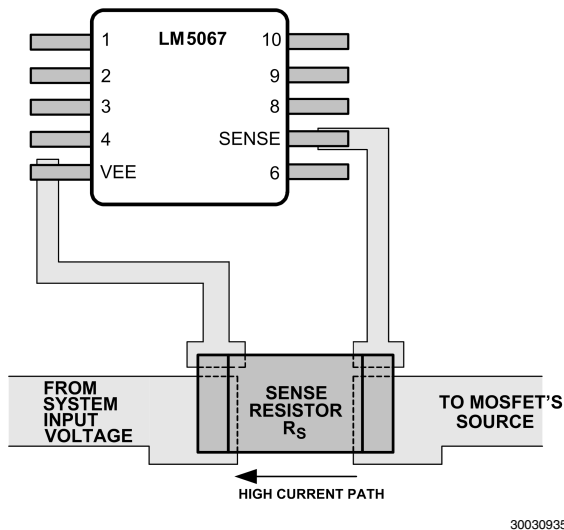 LM5067
1
2
3
4
VEE
10
9
8
SENSE
6
FROM
SYSTEM
INPUT
VOLTAGE
SENSE
RESISTOR
RS
TO MOSFET'S
SOURCE
HIGH CURRENT PATH
30030935